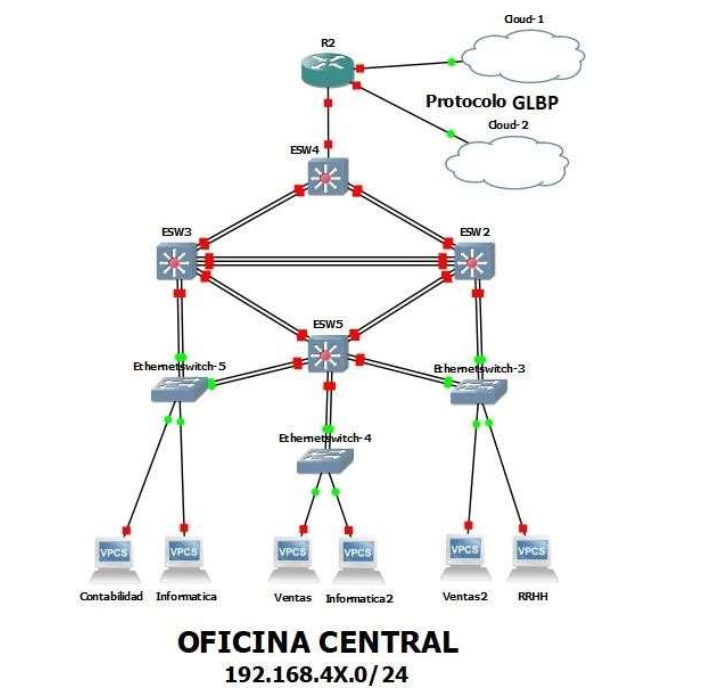 Cloud-1
R2
Protocolo GLBP
Cloud-2
ESW4
ESW3
ESW2
ESW5
Ethernetswitch-5
Ethernetswitch-3
Ethernetswitch-4
VPCS
VPCS
VPCS
VPCS
VPCS
VPCS
Contabilidad
Informatica
Ventas
Informatica2
Ventas2
RRHH
OFICINA CENTRAL
192.168.4X.0/24